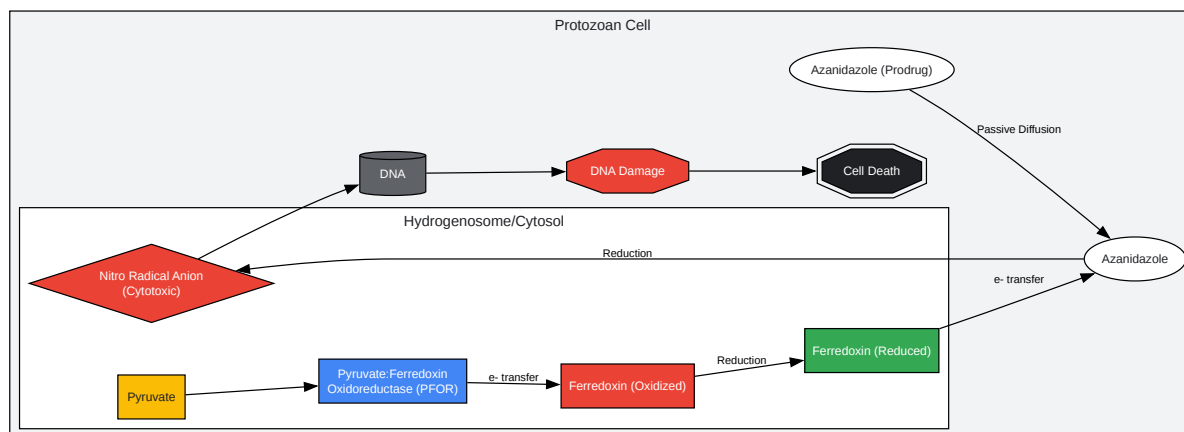 Protozoan Cell
Azanidazole (Prodrug)
Passive Diffusion
DNA
DNA Damage
Cell Death
Hydrogenosome/Cytosol
Reduction
Azanidazole
Nitro Radical Anion
(Cytotoxic)
e- transfer
Ferredoxin (Reduced)
Reduction
Pyruvate:Ferredoxin
Oxidoreductase (PFOR)
e- transfer
Ferredoxin (Oxidized)
Pyruvate